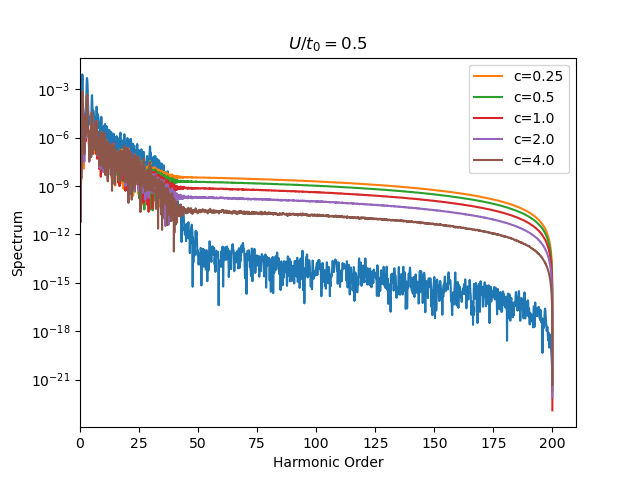 U/t₀ = 0.5
c=0.25
c=0.5
c=1.0
c=2.0
c=4.0
Spectrum
10⁻³
10⁻⁶
10⁻⁹
10⁻¹²
10⁻¹⁵
10⁻¹⁸
10⁻²¹
0 25 50 75 100 125 150 175 200
Harmonic Order